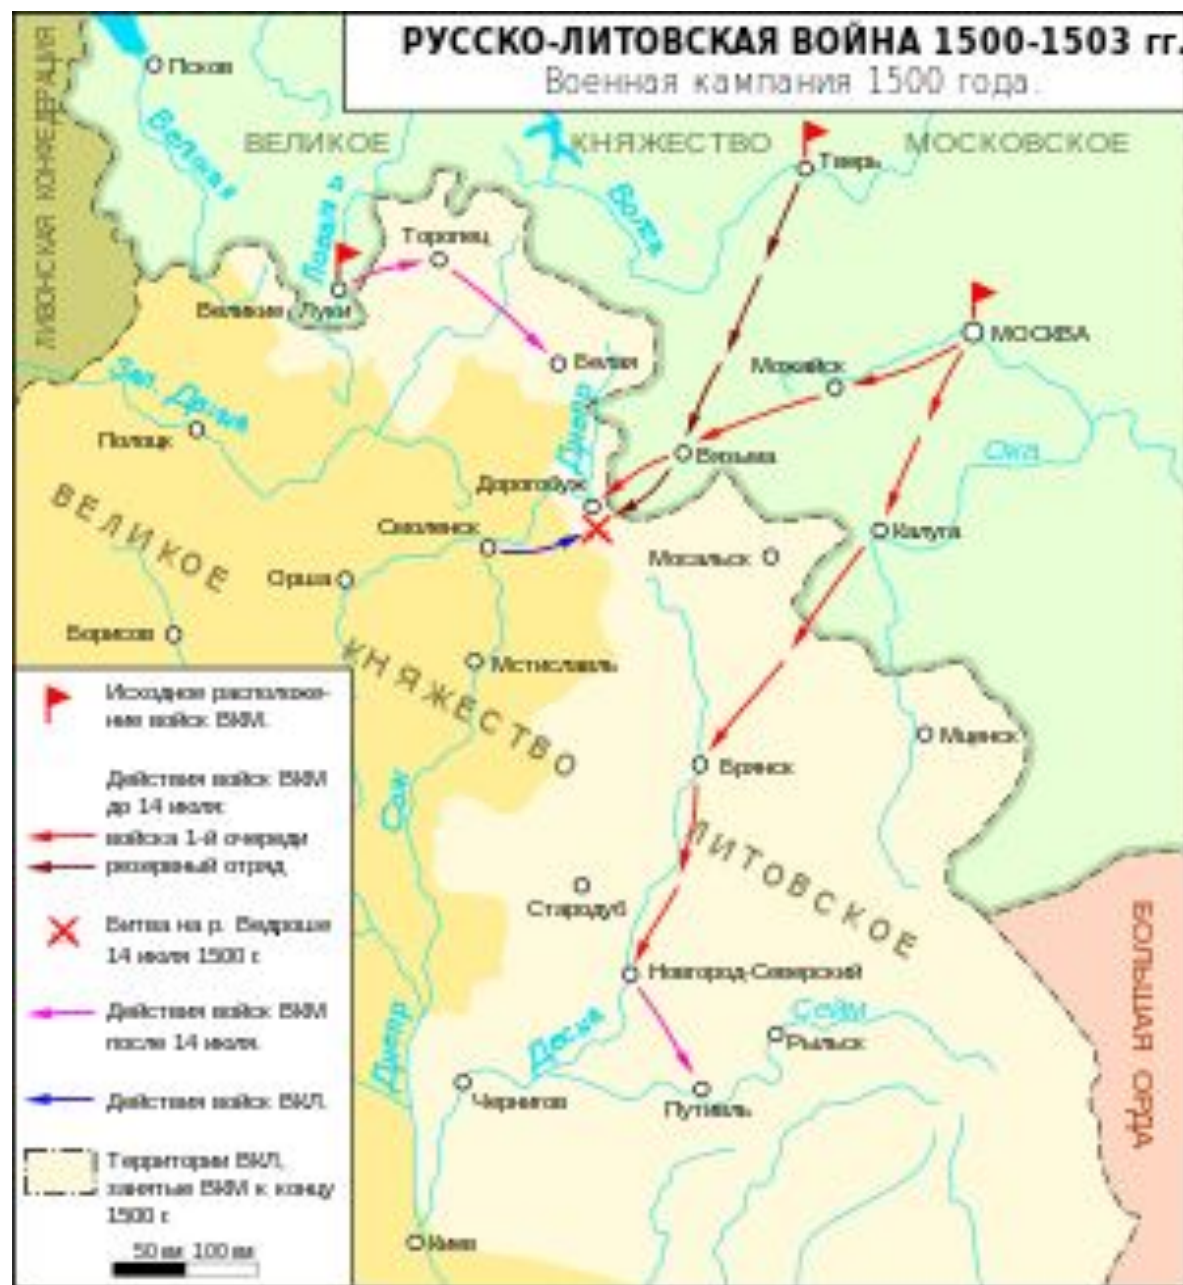 РУССКО-ЛИТОВСКАЯ ВОЙНА 1500-1503 гг.
Военная кампания 1500 года.
ЛИВОНСКАЯ КОНФЕДЕРАЦИЯ
Псков
Великая
ВЕЛИКОЕ КНЯЖЕСТВО МОСКОВСКОЕ
Тверь
Волга
Ловать р
Торопец
Великие Луки
МОСКВА
Белая
Можайск
Зап. Двина
Полоцк
Днепр
Вязьма
Ока
Дорогобуж
ВЕЛИКОЕ
Смоленск
Калуга
Мосальск
Орша
Борисов
КНЯЖЕСТВО
Мстиславль
Мценск
Брянск
Сож
ЛИТОВСКОЕ
Стародуб
БОЛЬШАЯ ОРДА
Новгород-Северский
Сейм
Десна
Рыльск
Днепр
Чернигов
Путивль
Киев
Исходное расположе-
ние войск ВКМ.
Действия войск ВКМ
до 14 июля:
войска 1-й очереди
резервный отряд
Битва на р. Ведроше
14 июля 1500 г.
Действия войск ВКМ
после 14 июля.
Действия войск ВКЛ.
Территории ВКЛ,
занятые ВКМ к концу
1500 г.
50 км 100 км